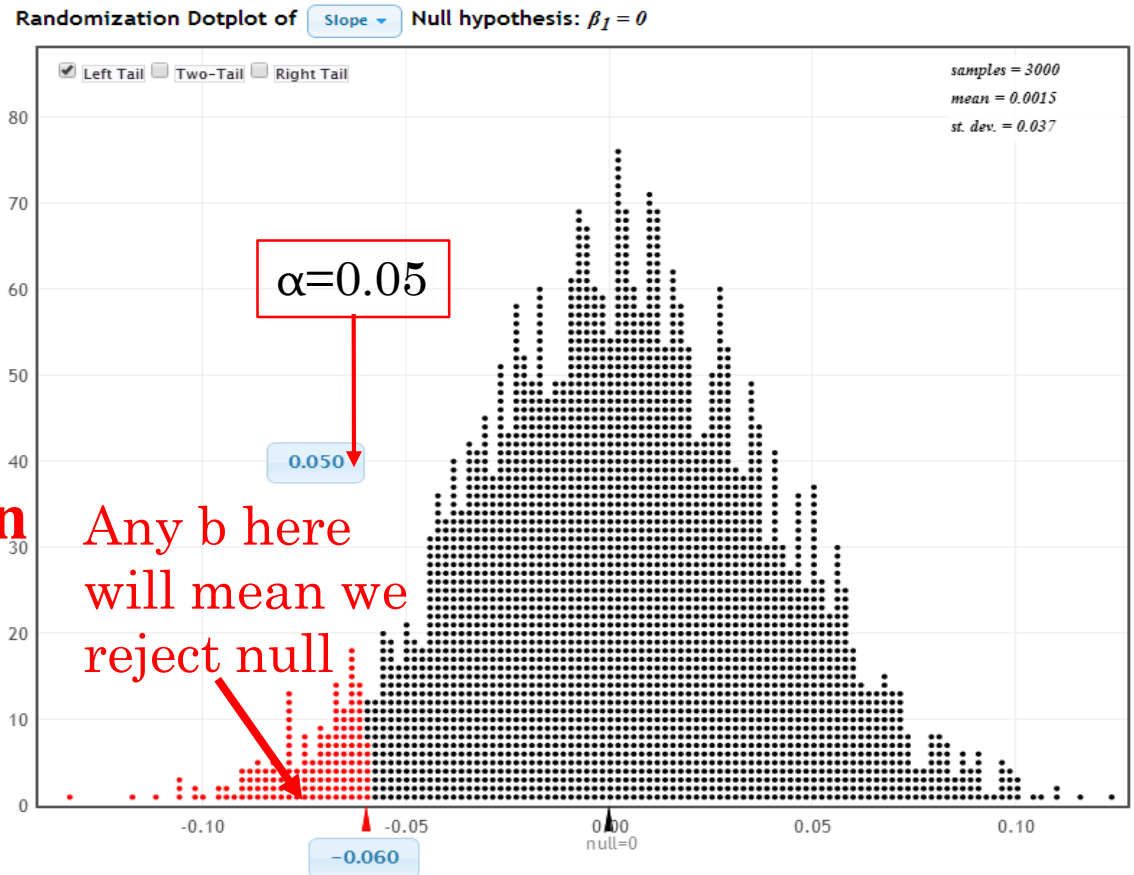 Randomization Dotplot of Slope Null hypothesis: β₁ = 0
Left Tail Two-Tail Right Tail
samples = 3000
mean = 0.0015
st. dev. = 0.037
80
70
60
50
40
30
20
10
0
α=0.05
0.050
n
Any b here
will mean we
reject null
-0.10 -0.05 0.00 0.05 0.10
null=0
-0.060